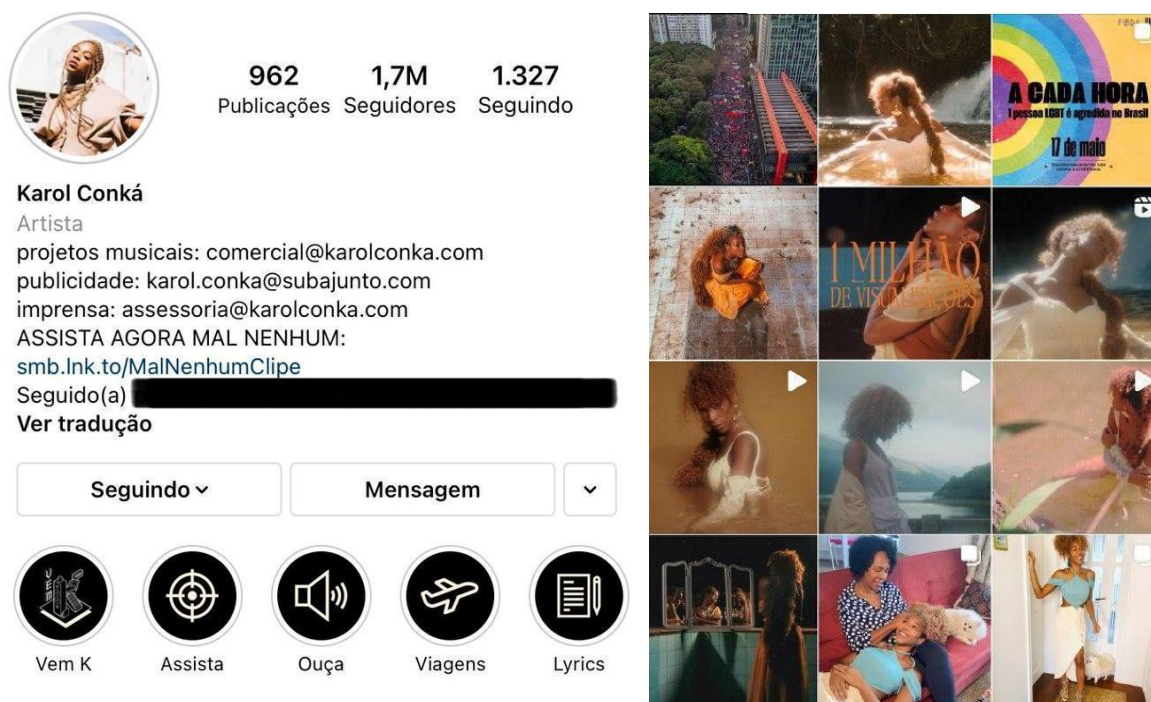 962
Publicações
1,7M
Seguidores
1.327
Seguindo
Karol Conká
Artista
projetos musicais: comercial@karolconka.com
publicidade: karol.conka@subajunto.com
imprensa: assessoria@karolconka.com
ASSISTA AGORA MAL NENHUM:
smb.lnk.to/MalNenhumClipe
Seguido(a)
Ver tradução
Seguindo
Mensagem
Vem K
Assista
Ouça
Viagens
Lyrics
A CADA HORA
1 pessoa LGBT é agredida no Brasil
17 de maio
1 MILHÃO
DE VISUALIZAÇÕES